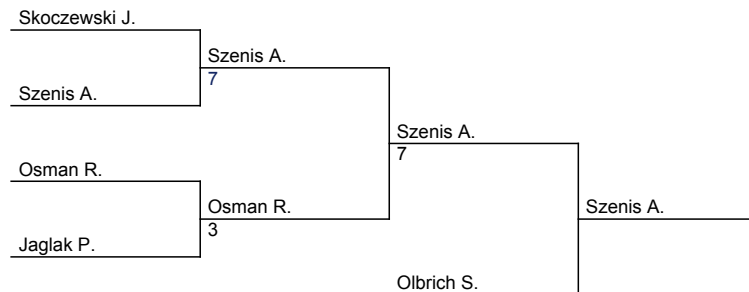 Skoczewski J.
Szenis A.
7
Szenis A.
Szenis A.
7
Osman R.
Osman R.
3
Szenis A.
Jaglak P.
Olbrich S.